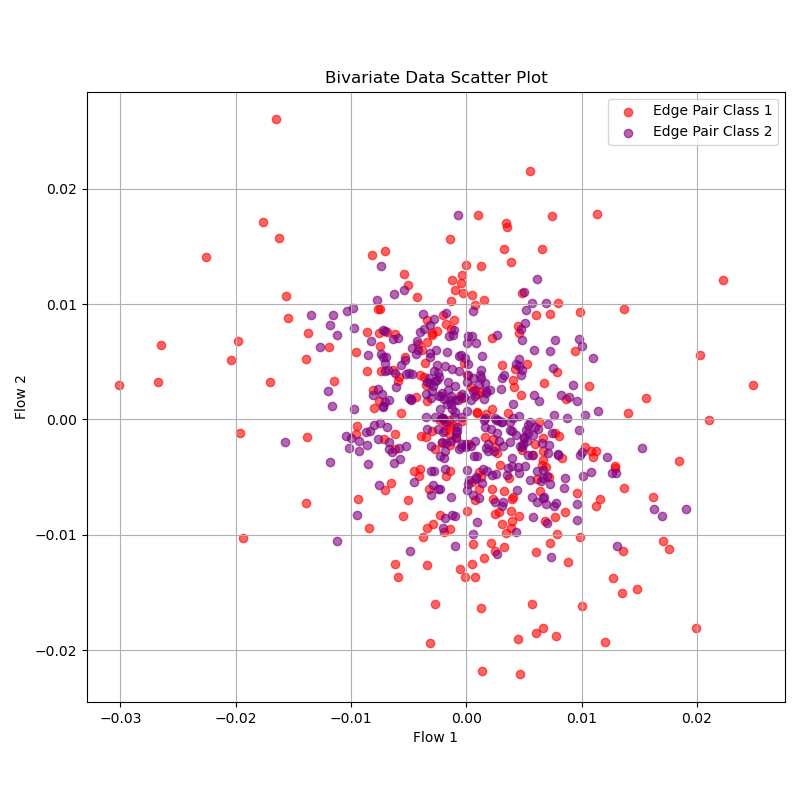 Bivariate Data Scatter Plot
Edge Pair Class 1
Edge Pair Class 2
Flow 2
0.02
0.01
0.00
−0.01
−0.02
−0.03 −0.02 −0.01 0.00 0.01 0.02
Flow 1